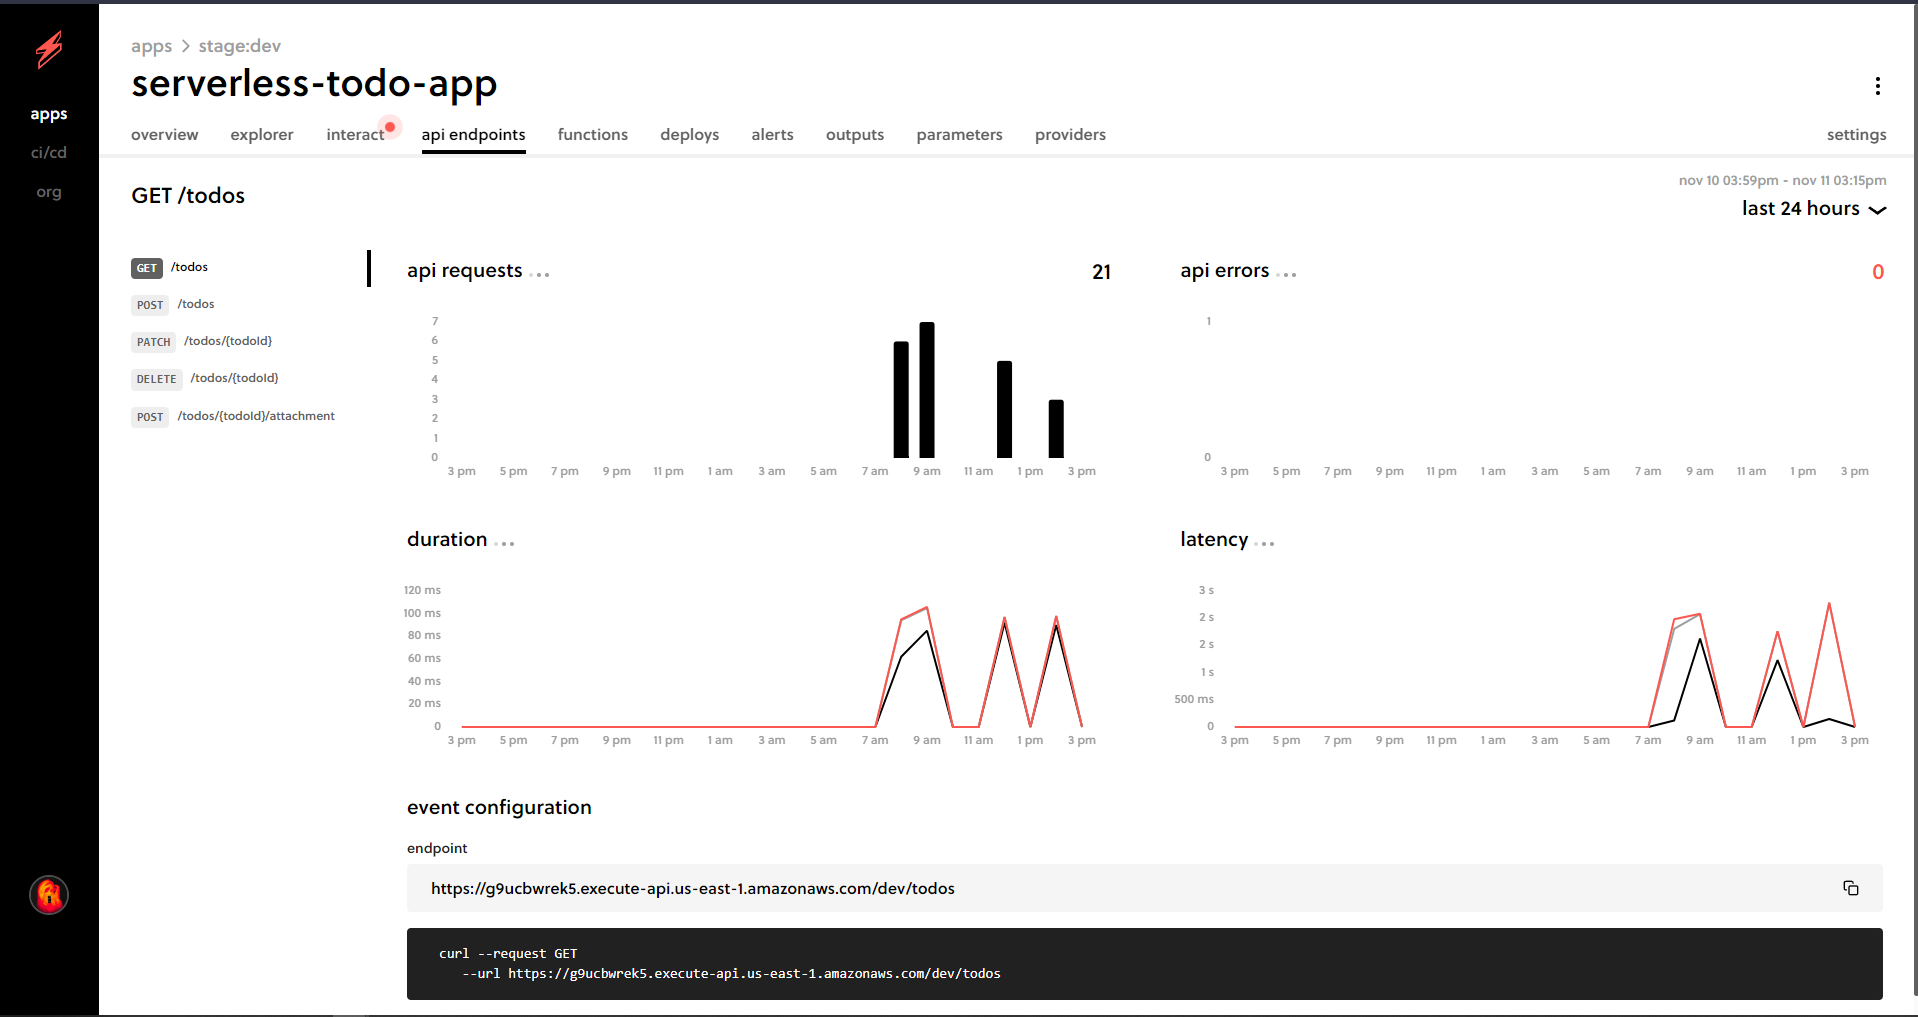 apps > stage:dev
serverless-todo-app
apps
ci/cd
org
overview explorer interact api endpoints functions deploys alerts outputs parameters providers settings
GET /todos
nov 10 03:59pm - nov 11 03:15pm
last 24 hours
GET /todos
POST /todos
PATCH /todos/{todoId}
DELETE /todos/{todoId}
POST /todos/{todoId}/attachment
api requests ... 21
7
6
5
4
3
2
1
0
3 pm 5 pm 7 pm 9 pm 11 pm 1 am 3 am 5 am 7 am 9 am 11 am 1 pm 3 pm
api errors ... 0
1
0
3 pm 5 pm 7 pm 9 pm 11 pm 1 am 3 am 5 am 7 am 9 am 11 am 1 pm 3 pm
duration ...
120 ms
100 ms
80 ms
60 ms
40 ms
20 ms
0
3 pm 5 pm 7 pm 9 pm 11 pm 1 am 3 am 5 am 7 am 9 am 11 am 1 pm 3 pm
latency ...
3 s
2 s
2 s
1 s
500 ms
0
3 pm 5 pm 7 pm 9 pm 11 pm 1 am 3 am 5 am 7 am 9 am 11 am 1 pm 3 pm
event configuration
endpoint
https://g9ucbwrek5.execute-api.us-east-1.amazonaws.com/dev/todos
curl --request GET
--url https://g9ucbwrek5.execute-api.us-east-1.amazonaws.com/dev/todos